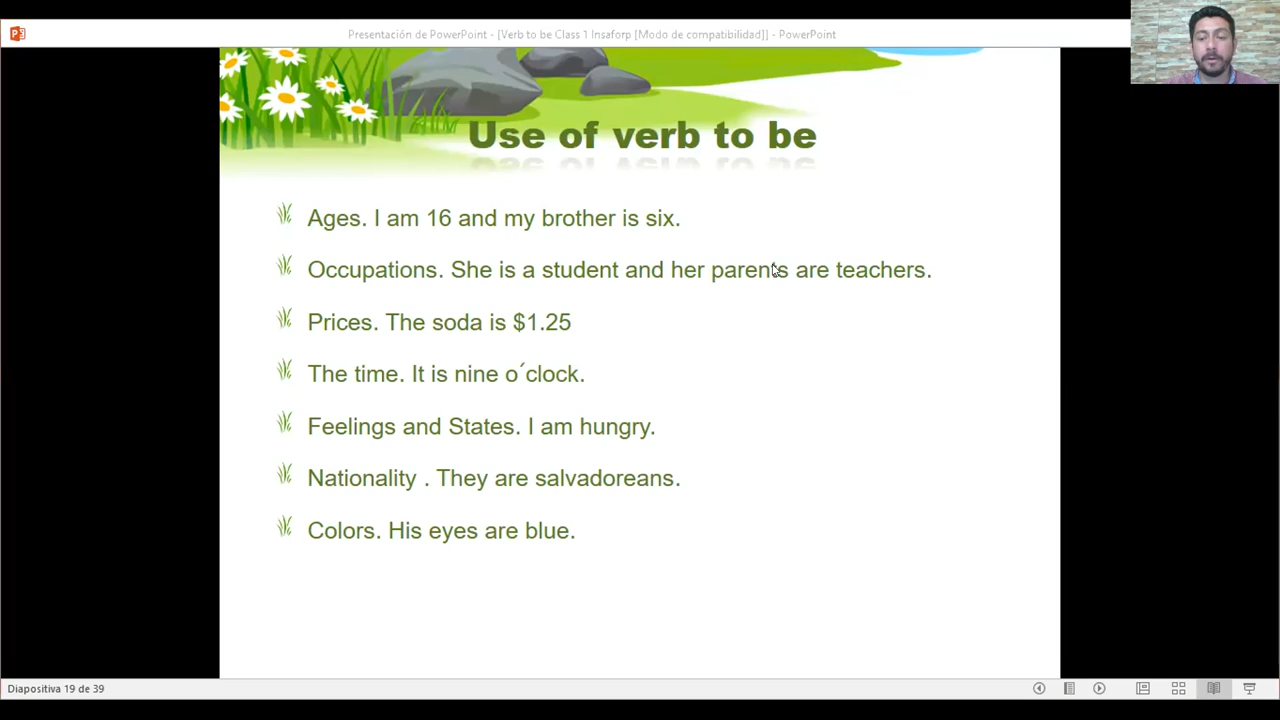 Presentación de PowerPoint - [Verb to be Class 1 Insaforp [Modo de compatibilidad]] - PowerPoint
Use of verb to be
Ages. I am 16 and my brother is six.
Occupations. She is a student and her parents are teachers.
Prices. The soda is $1.25
The time. It is nine o´clock.
Feelings and States. I am hungry.
Nationality . They are salvadoreans.
Colors. His eyes are blue.
Diapositiva 19 de 39